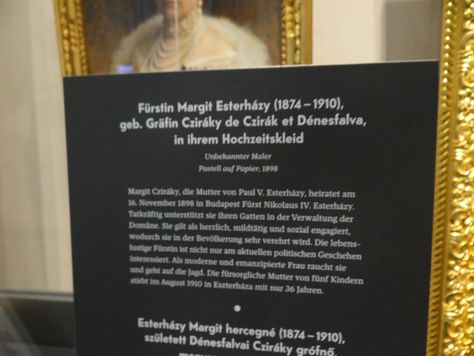 Fürstin Margit Esterházy (1874 – 1910),
geb. Gräfin Cziráky de Czirák et Dénesfalva,
in ihrem Hochzeitskleid
Unbekannter Maler
Pastell auf Papier; 1898
Margit Cziráky, die Mutter von Paul V. Esterházy, heiratet am
16. November 1898 in Budapest Fürst Nikolaus IV. Esterházy.
Tatkräftig unterstützt sie ihren Gatten in der Verwaltung der
Domäne. Sie gilt als herzlich, mildtätig und sozial engagiert,
wodurch sie in der Bevölkerung sehr verehrt wird. Die lebens-
lustige Fürstin ist nicht nur am aktuellen politischen Geschehen
interessiert. Als moderne und emanzipierte Frau raucht sie
und geht auf die Jagd. Die fürsorgliche Mutter von fünf Kindern
stirbt im August 1910 in Eszterháza mit nur 36 Jahren.
Esterházy Margit hercegné (1874 – 1910),
született Dénesfalvai Cziráky grófnő,